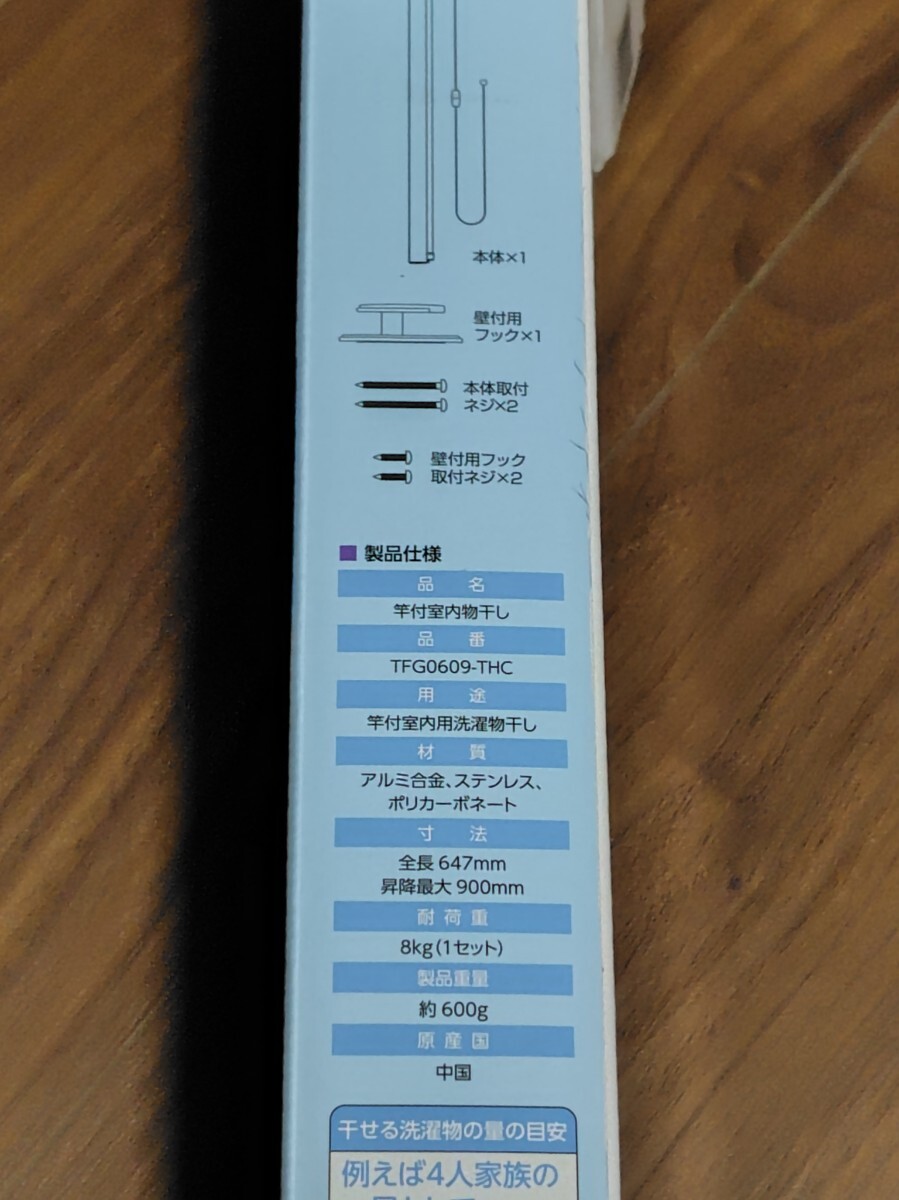 本体×1
壁付用
フック×1
本体取付
ネジ×2
壁付用フック
取付ネジ×2
■ 製品仕様
品 名
竿付室内物干し
品 番
TFG0609-THC
用 途
竿付室内用洗濯物干し
材 質
アルミ合金、ステンレス、
ポリカーボネート
寸 法
全長 647mm
昇降最大 900mm
耐 荷 重
8kg(1セット)
製品重量
約 600g
原 産 国
中国
干せる洗濯物の量の目安
例えば4人家族の